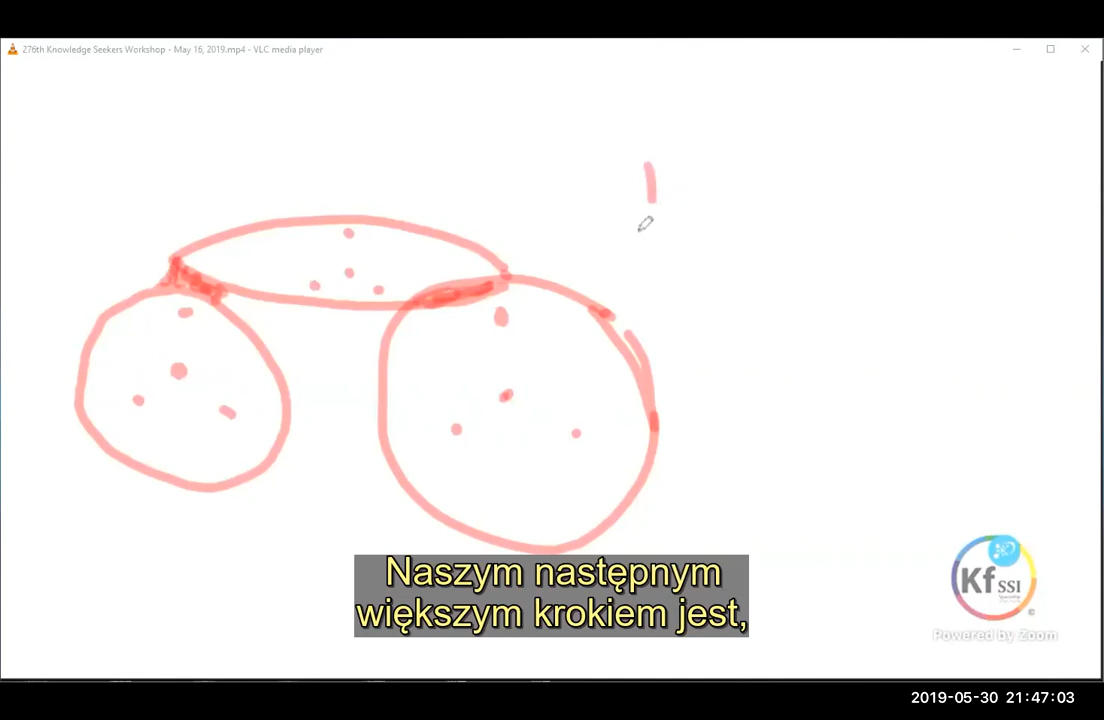 276th Knowledge Seekers Workshop - May 16, 2019.mp4 - VLC media player
Naszym następnym
większym krokiem jest,
Kf SSI
Powered by Zoom
2019-05-30 21:47:03